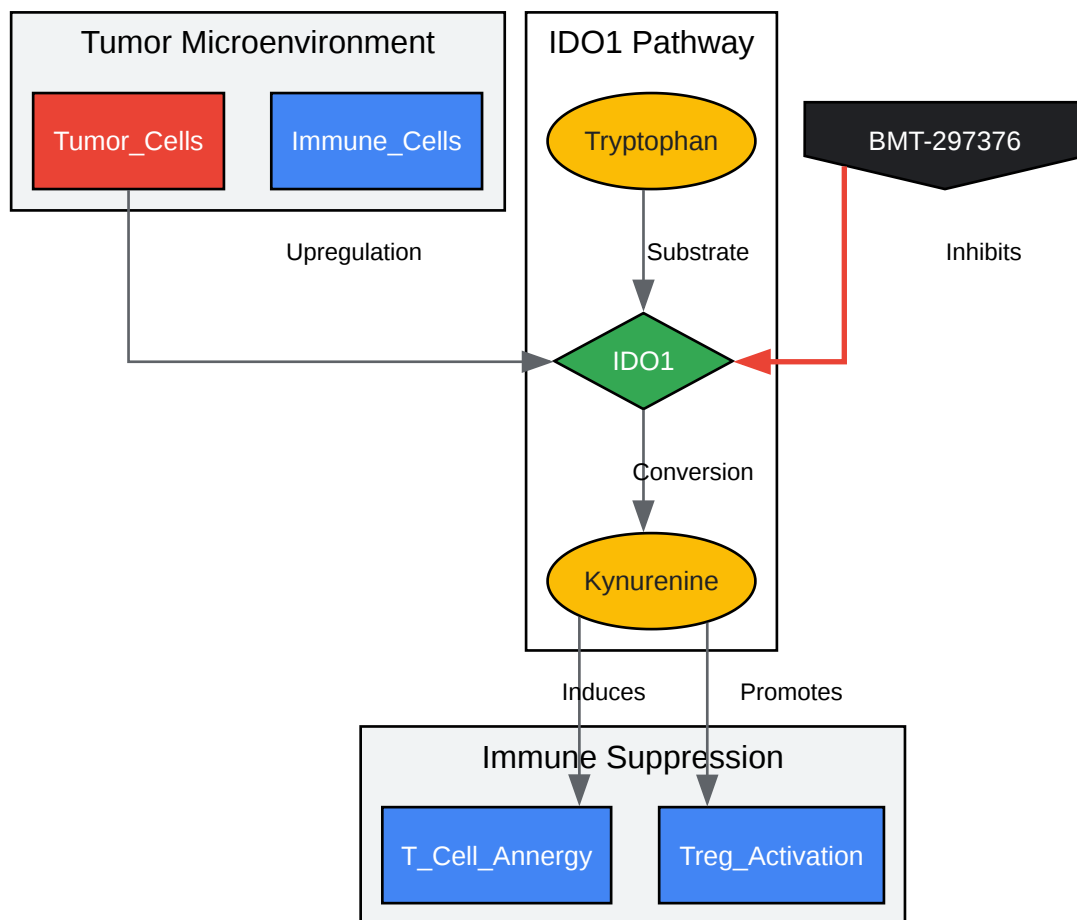 Tumor Microenvironment
IDO1 Pathway
Tumor_Cells
Immune_Cells
Tryptophan
BMT-297376
Upregulation
Substrate
Inhibits
IDO1
Conversion
Kynurenine
Induces
Promotes
Immune Suppression
T_Cell_Annergy
Treg_Activation